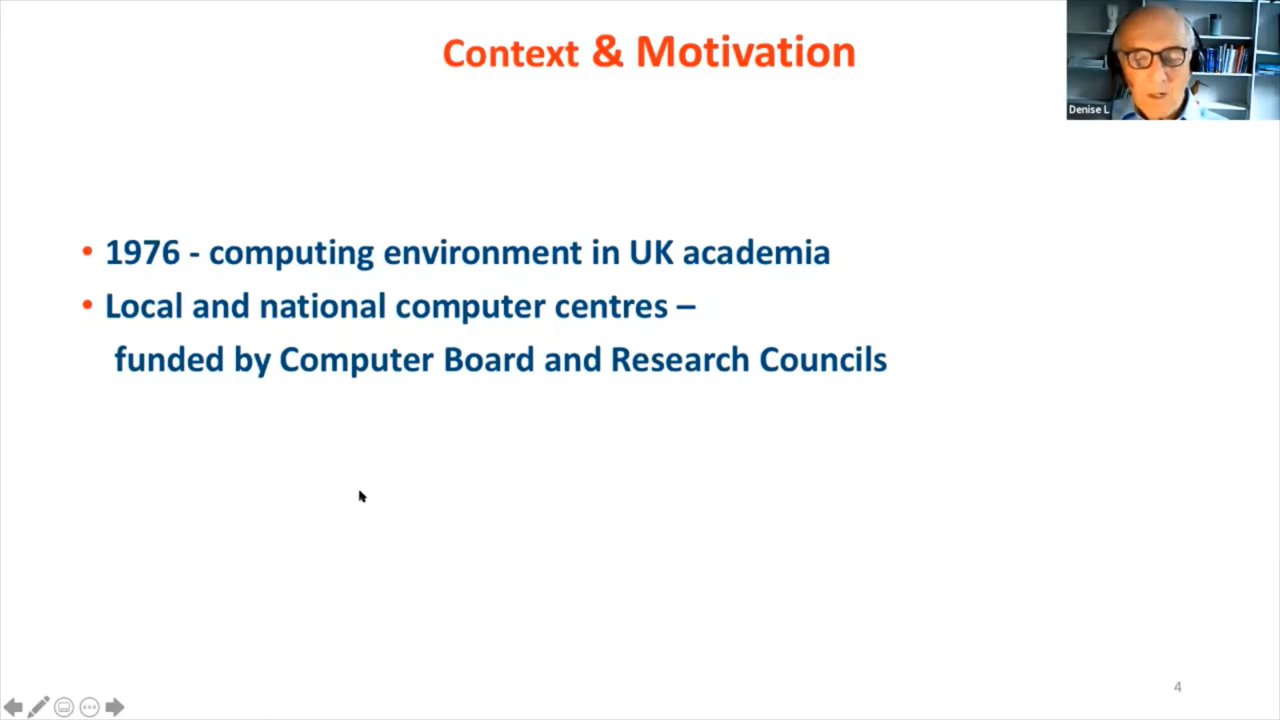 Context & Motivation
Denise L
• 1976 - computing environment in UK academia
• Local and national computer centres –
funded by Computer Board and Research Councils
4